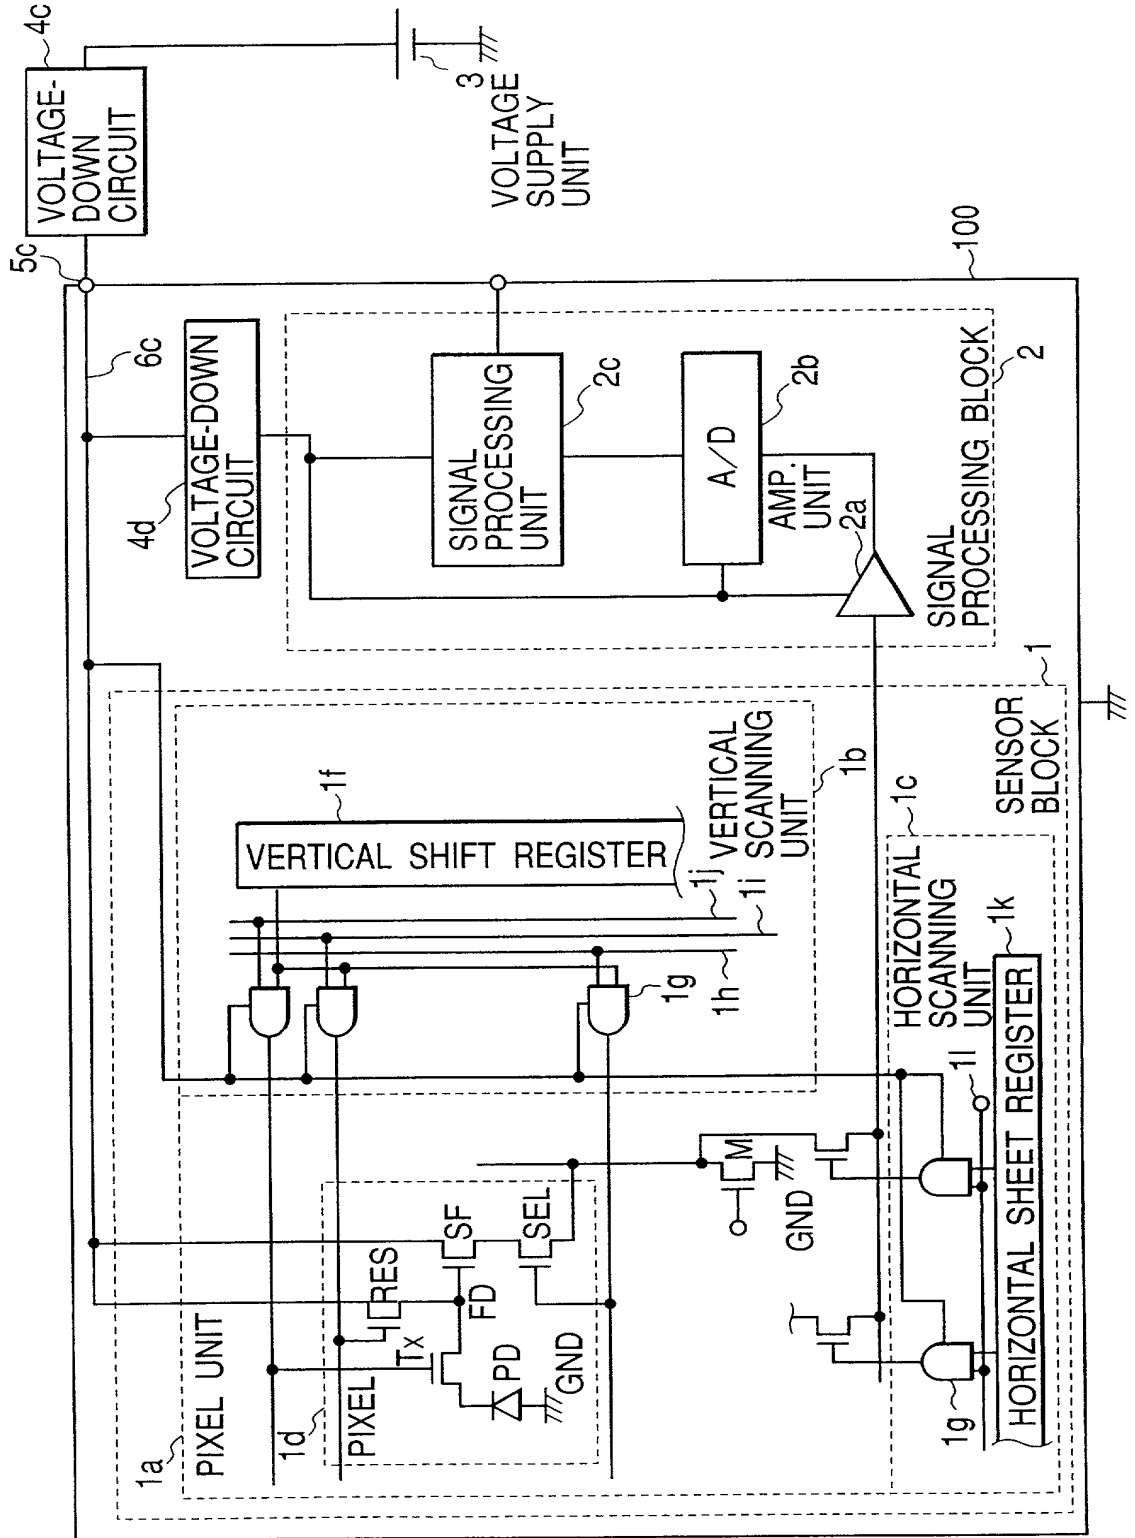 4c
VOLTAGE-
DOWN
CIRCUIT
3
VOLTAGE
SUPPLY
UNIT
5c
100
6c
4d
VOLTAGE-DOWN
CIRCUIT
SIGNAL
PROCESSING
UNIT
2c
A/D
2b
AMP.
UNIT
2a
SIGNAL
PROCESSING BLOCK
2
1
SENSOR
BLOCK
1f
VERTICAL SHIFT REGISTER
VERTICAL
SCANNING
UNIT
1b
1j
1i
1h
1g
1c
HORIZONTAL
SCANNING
UNIT
1k
HORIZONTAL SHEET REGISTER
1l
1g
M
GND
1a
PIXEL UNIT
1d
PIXEL
RES
SF
SEL
FD
Tx
PD
GND